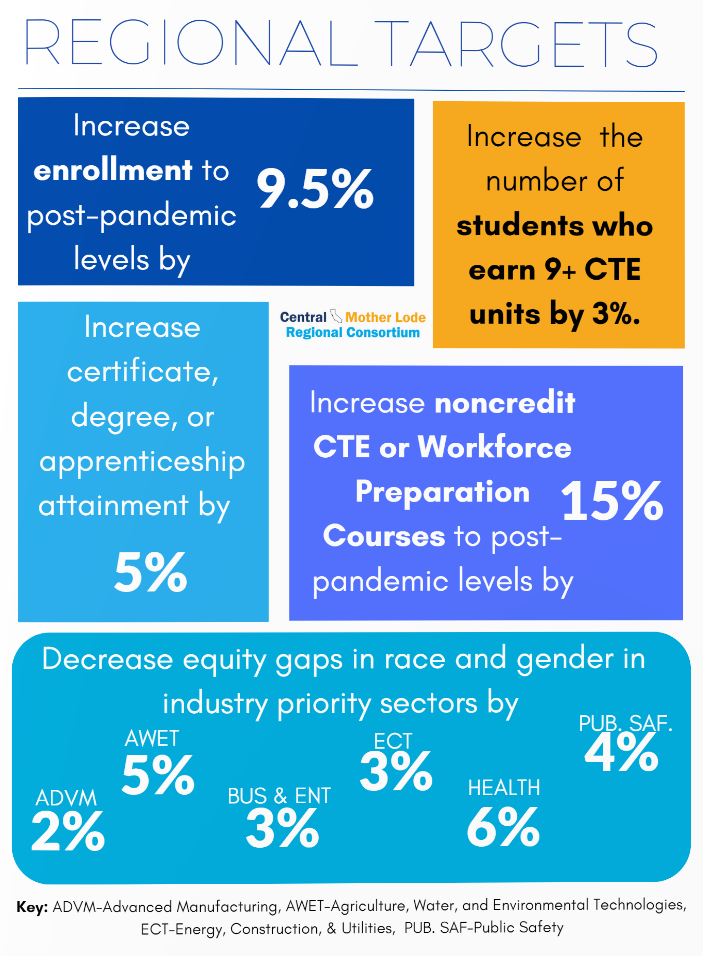 REGIONAL TARGETS
Increase
enrollment to
post-pandemic
levels by
9.5%
Increase the
number of
students who
earn 9+ CTE
units by 3%.
Increase
certificate,
degree, or
apprenticeship
attainment by
5%
Central Mother Lode
Regional Consortium
Increase noncredit
CTE or Workforce
Preparation
Courses to post-
pandemic levels by
15%
Decrease equity gaps in race and gender in
industry priority sectors by
ADVM
2%
AWET
5%
BUS & ENT
3%
ECT
3%
HEALTH
6%
PUB. SAF.
4%
Key: ADVM-Advanced Manufacturing, AWET-Agriculture, Water, and Environmental Technologies,
ECT-Energy, Construction, & Utilities, PUB. SAF-Public Safety